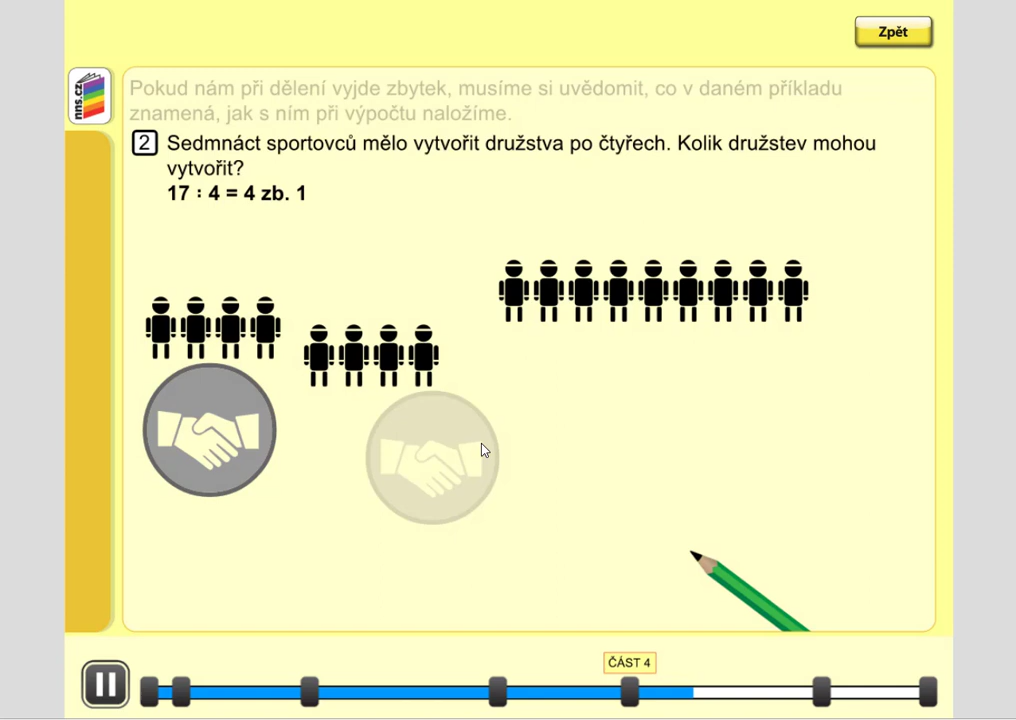 Zpět
nns.cz
Pokud nám při dělení vyjde zbytek, musíme si uvědomit, co v daném příkladu
znamená, jak s ním při výpočtu naložíme.
2 Sedmnáct sportovců mělo vytvořit družstva po čtyřech. Kolik družstev mohou
vytvořit?
17 : 4 = 4 zb. 1
ČÁST 4